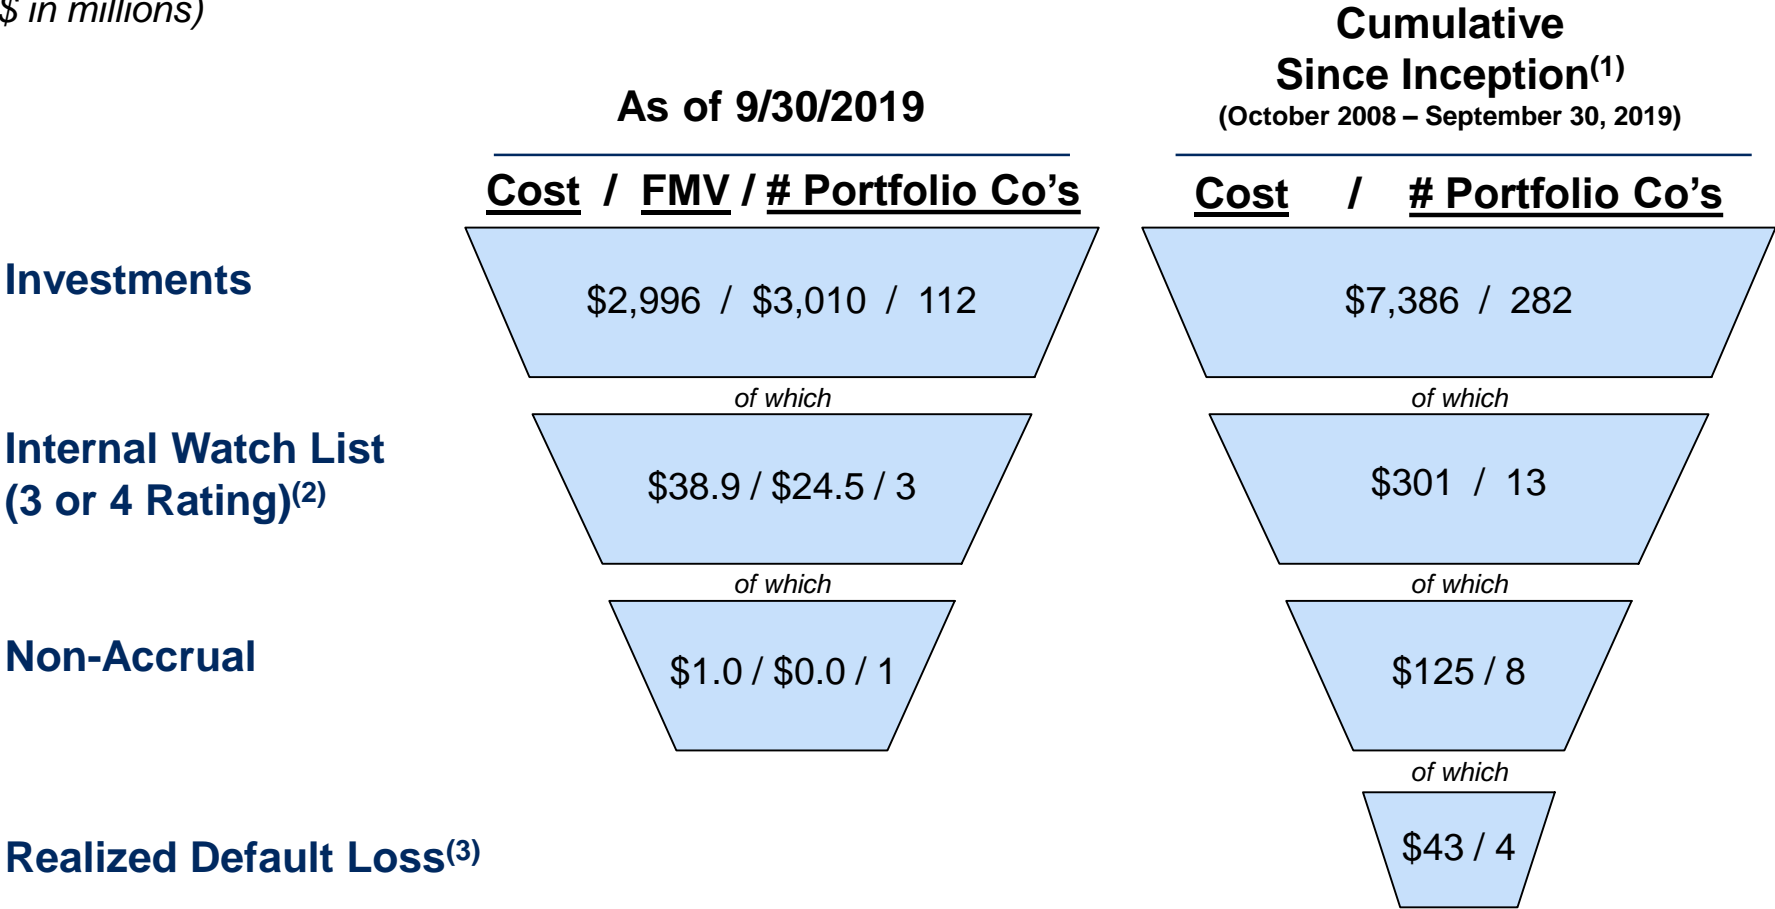 $ in millions)
Cumulative
Since Inception(1)
(October 2008 – September 30, 2019)
As of 9/30/2019
Cost / FMV / # Portfolio Co’s
Cost / # Portfolio Co’s
Investments
$2,996 / $3,010 / 112
$7,386 / 282
of which
of which
Internal Watch List
(3 or 4 Rating)(2)
$38.9 / $24.5 / 3
$301 / 13
of which
of which
Non-Accrual
$1.0 / $0.0 / 1
$125 / 8
of which
Realized Default Loss(3)
$43 / 4